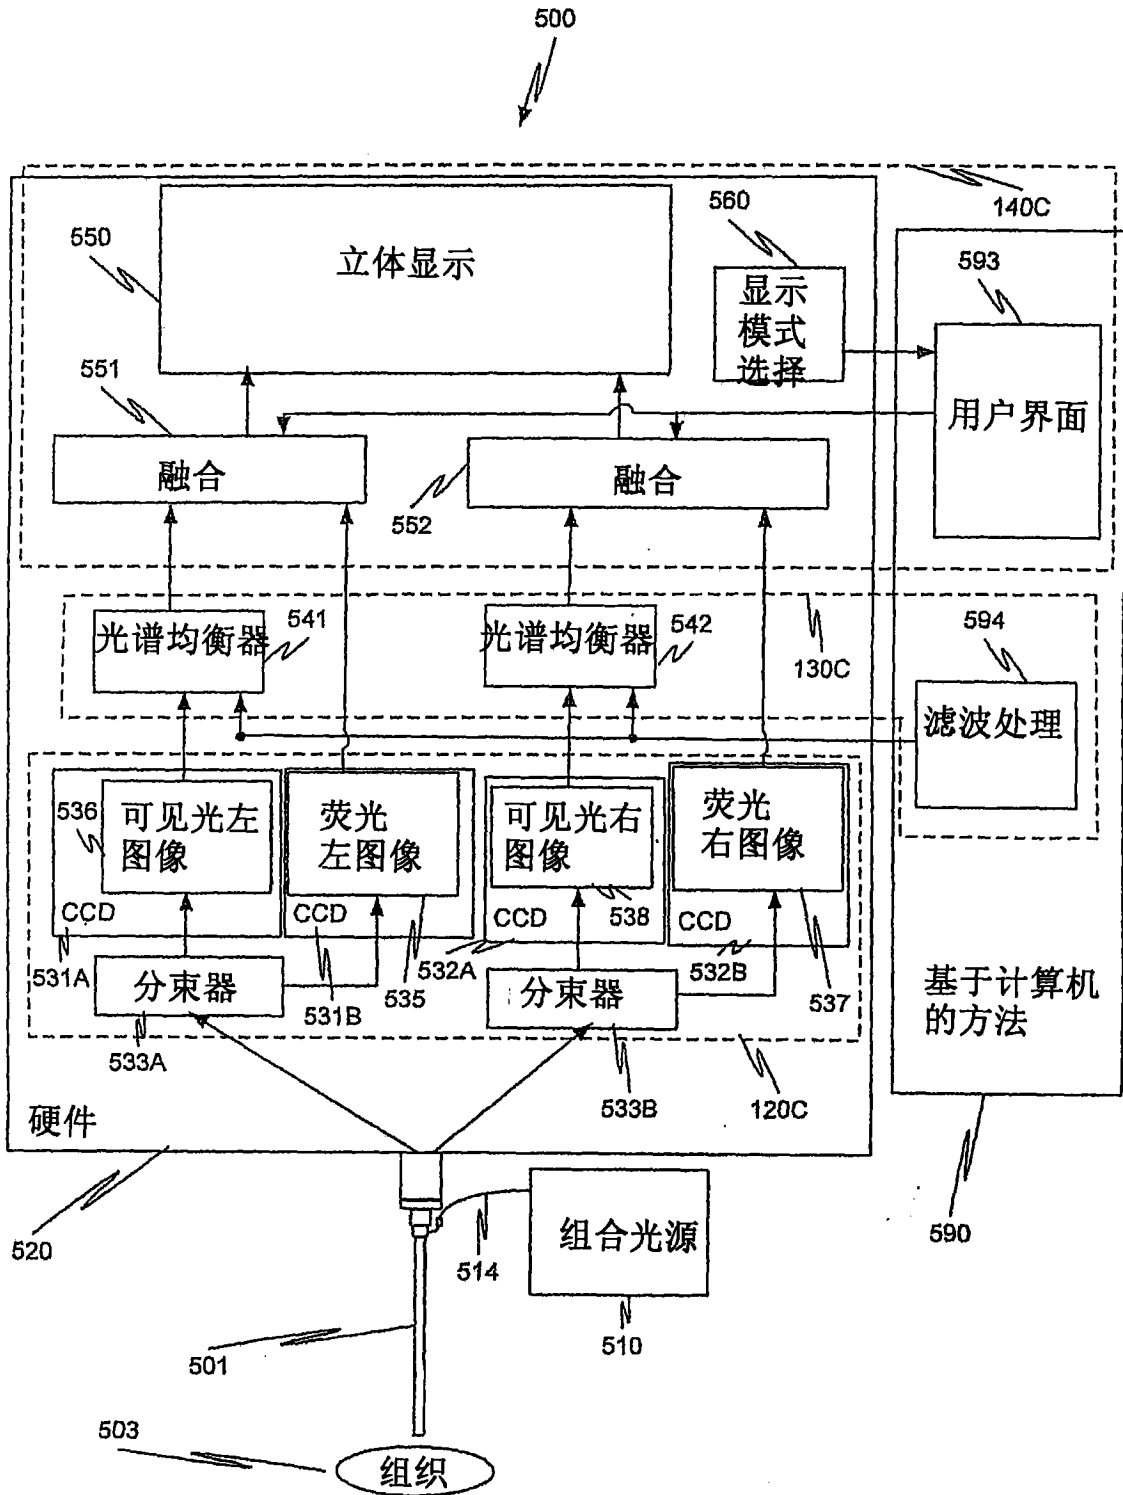 500
140C
560
550
立体显示
593
显示
模式
选择
551
用户界面
融合
融合
552
541
542
594
光谱均衡器
光谱均衡器
130C
滤波处理
536
可见光左
图像
荧光
左图像
可见光右
图像
荧光
右图像
CCD
CCD
538
CCD
CCD
531A
532A
532B
535
537
分束器
531B
分束器
基于计算机
的方法
533A
533B
120C
硬件
590
520
组合光源
514
510
501
503
组织